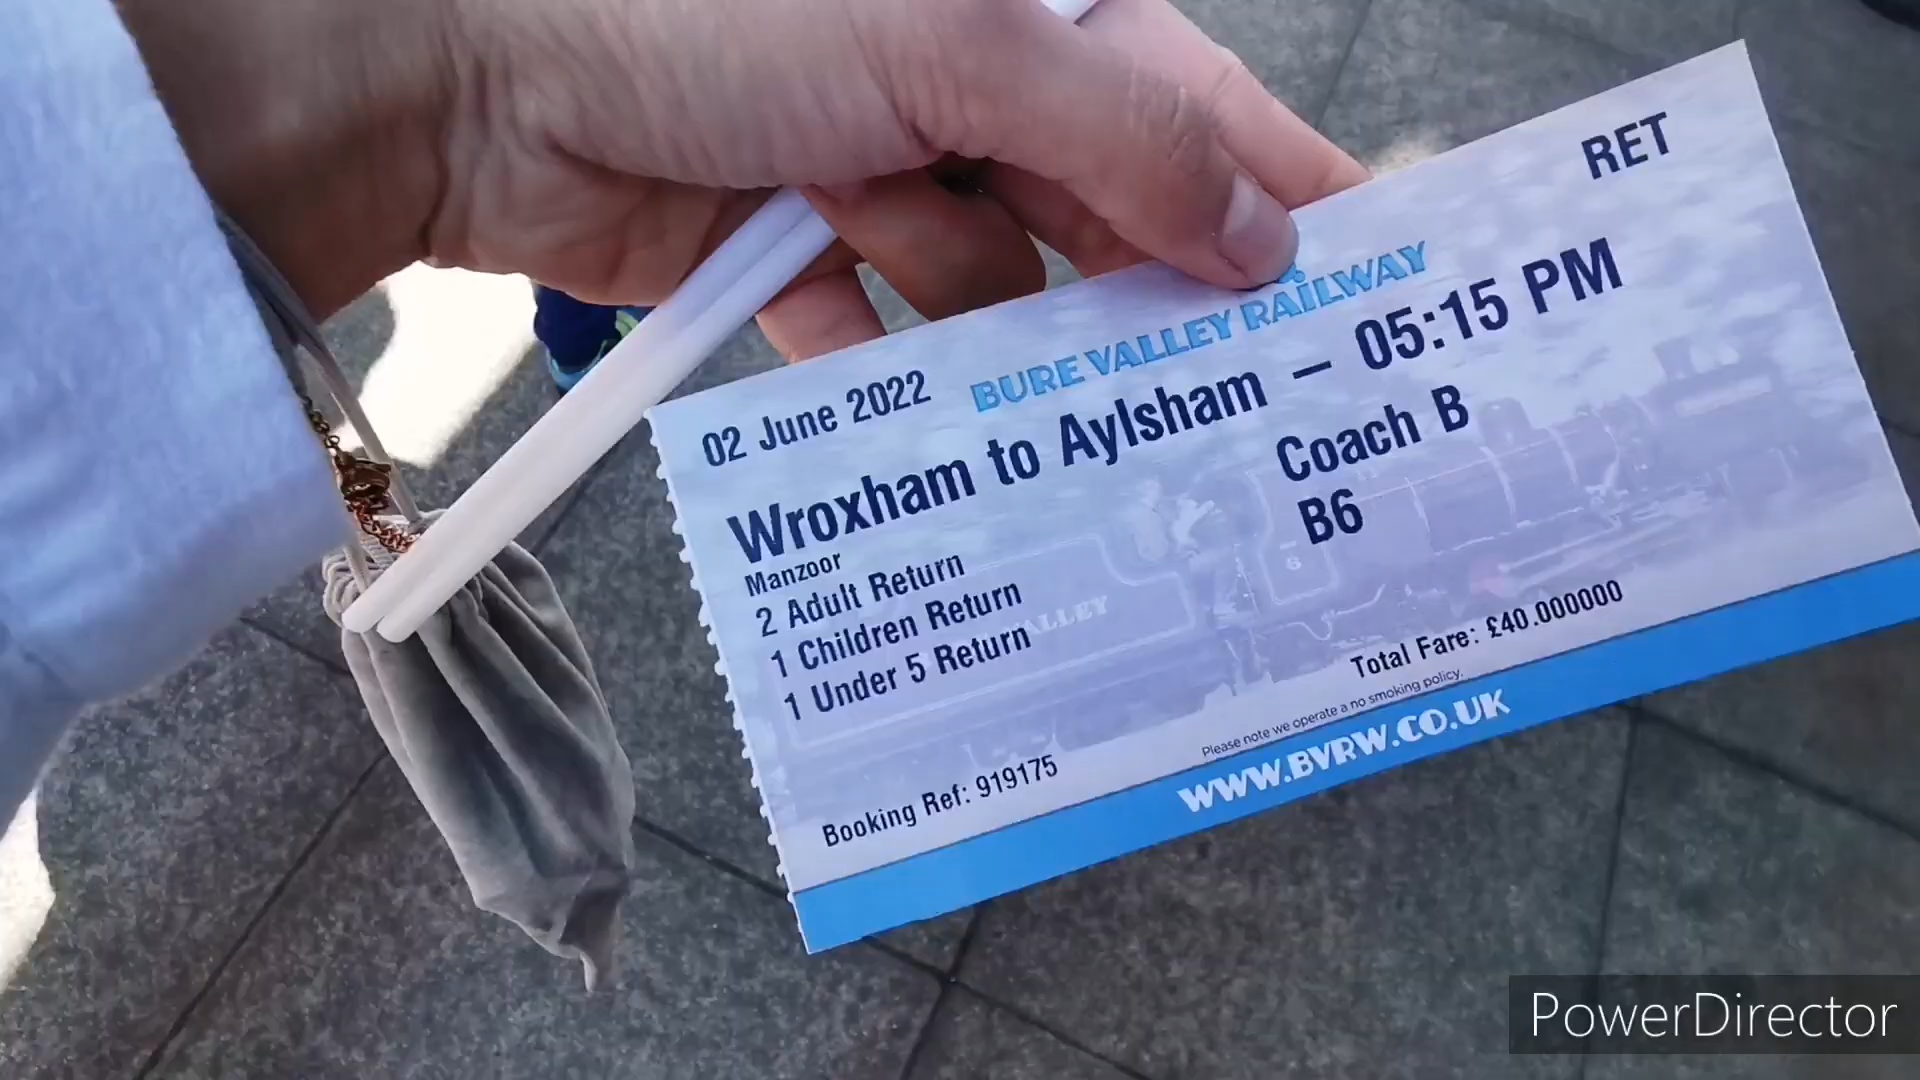 RET
BURE VALLEY RAILWAY
02 June 2022
Wroxham to Aylsham – 05:15 PM
Manzoor
Coach B
2 Adult Return
B6
1 Children Return
1 Under 5 Return
VALLEY
6
Total Fare: £40.000000
Please note we operate a no smoking policy.
Booking Ref: 919175
WWW.BVRW.CO.UK
PowerDirector